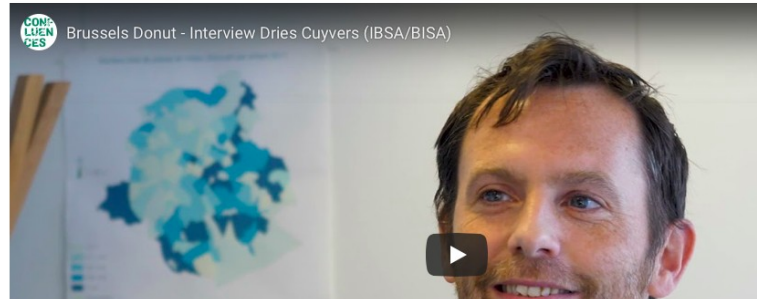 CONF
LUEN
CES
Brussels Donut - Interview Dries Cuyvers (IBSA/BISA)